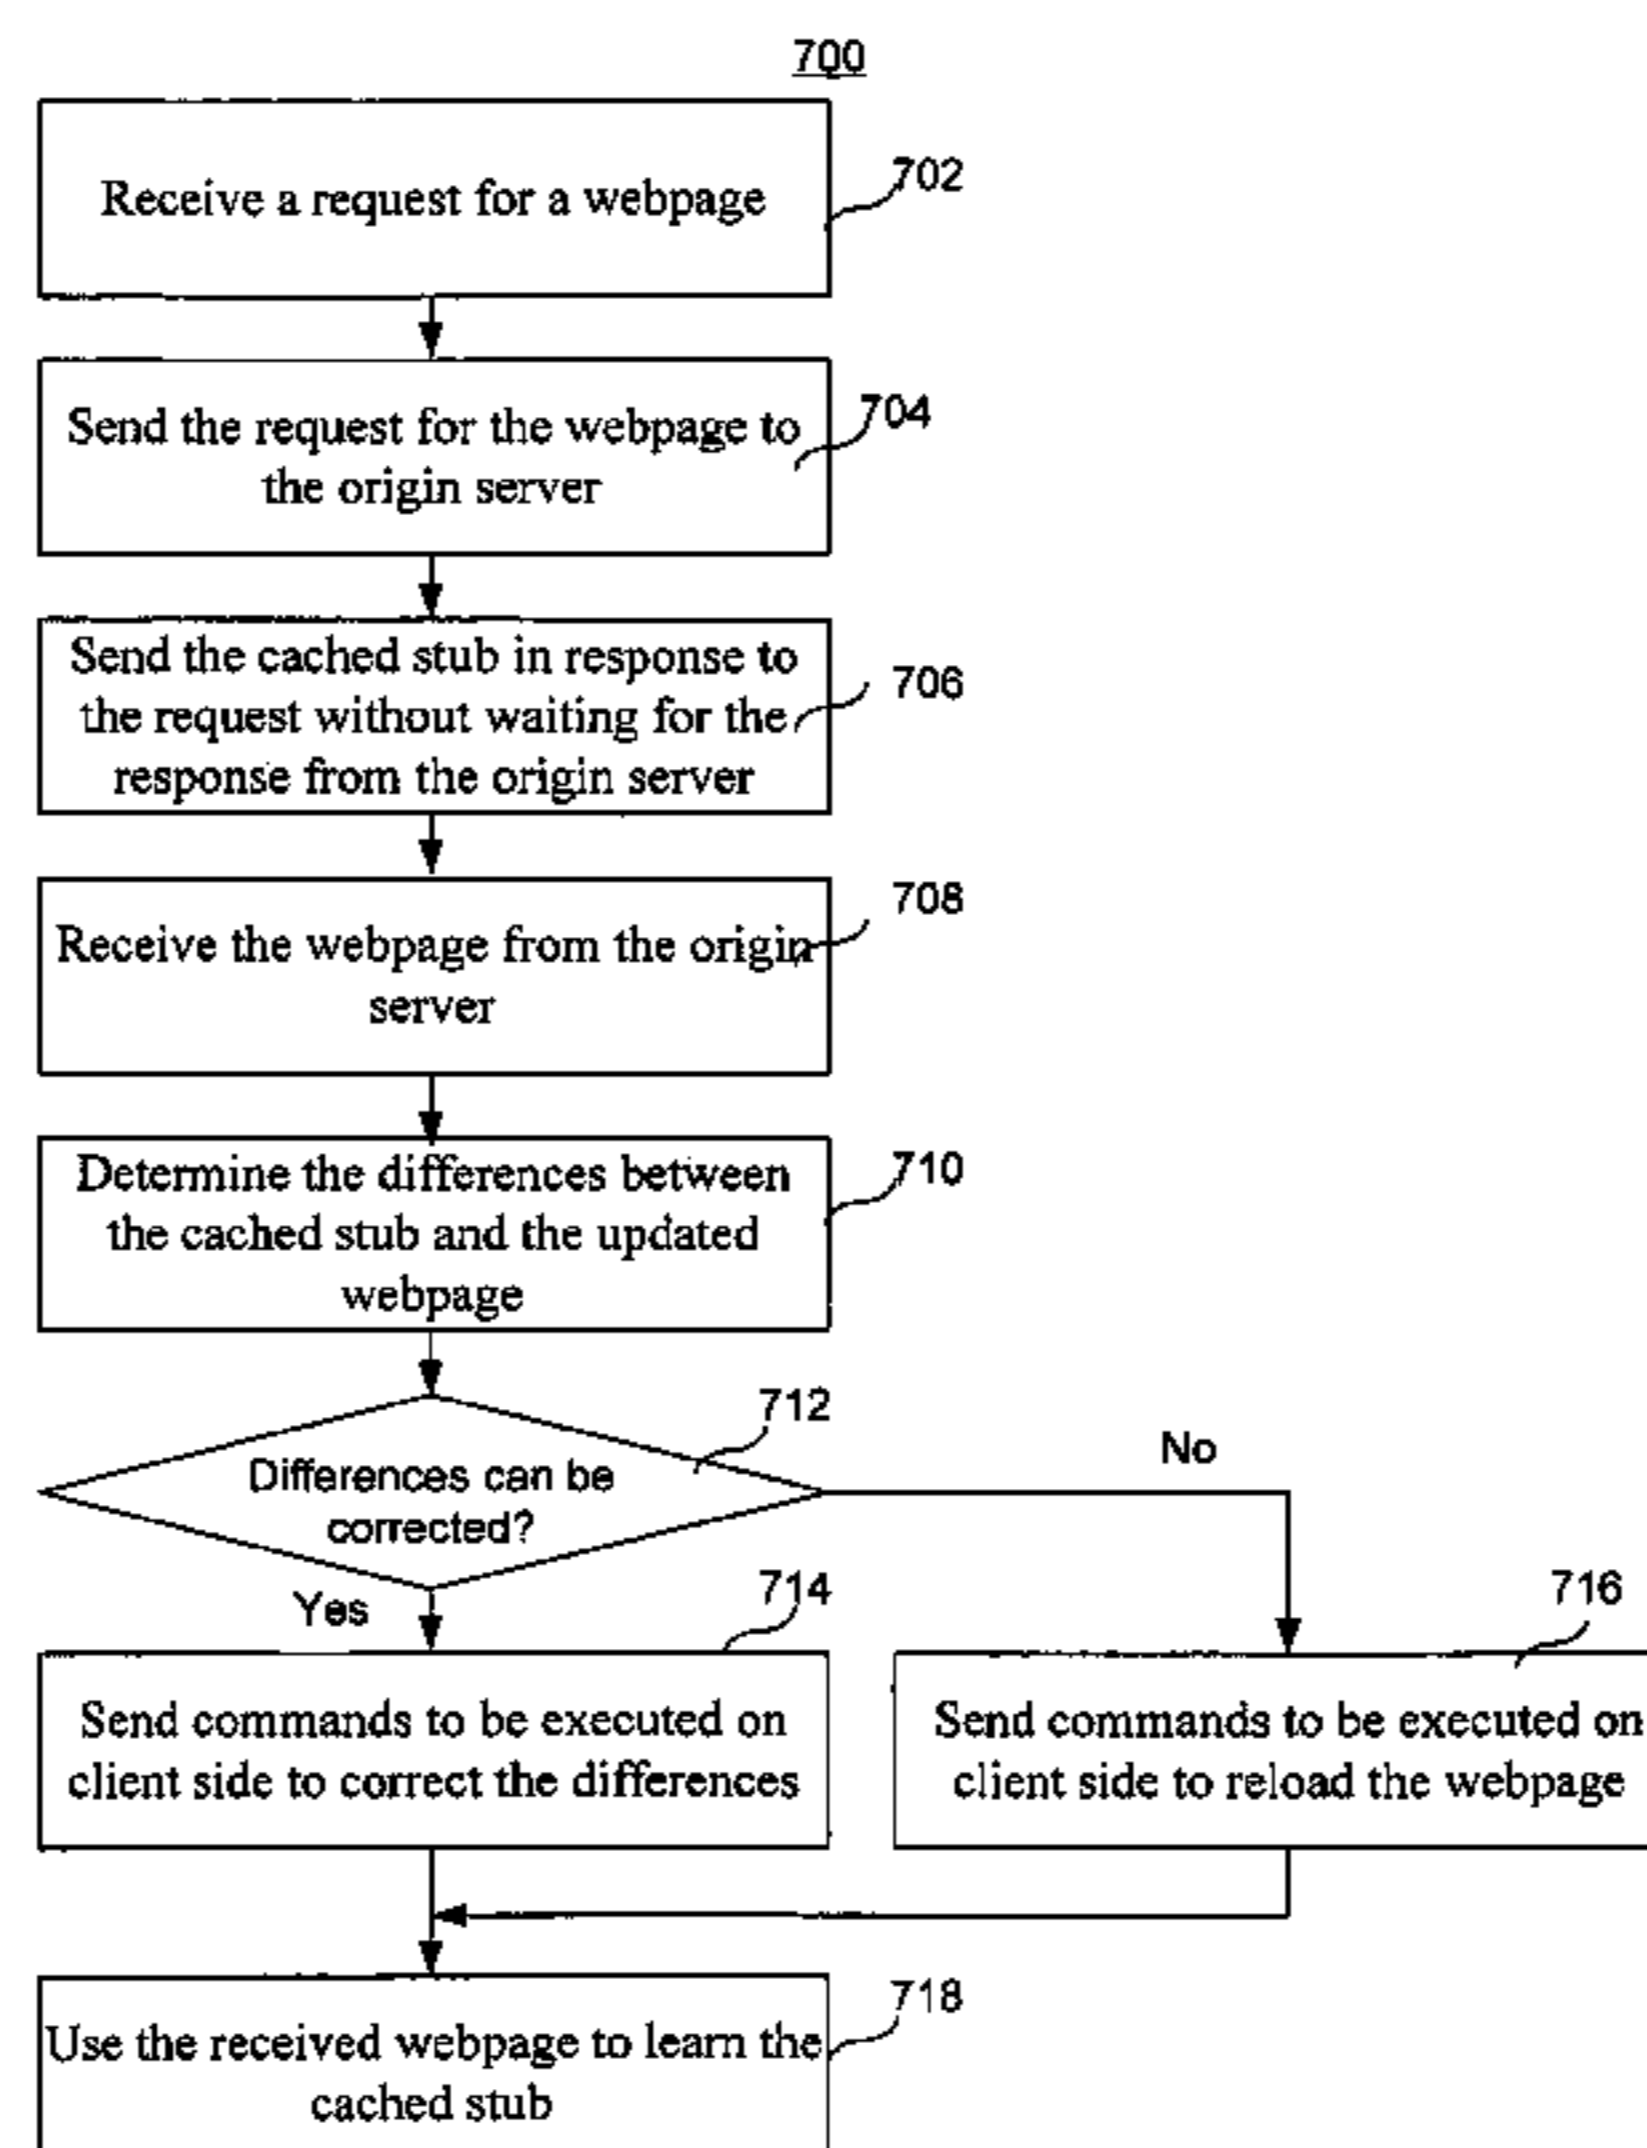 700
Receive a request for a webpage
702
Send the request for the webpage to
the origin server
704
Send the cached stub in response to
the request without waiting for the
response from the origin server
706
Receive the webpage from the origin
server
708
Determine the differences between
the cached stub and the updated
webpage
710
Differences can be
corrected?
712
No
Yes
714
Send commands to be executed on
client side to correct the differences
716
Send commands to be executed on
client side to reload the webpage
Use the received webpage to learn the
cached stub
718